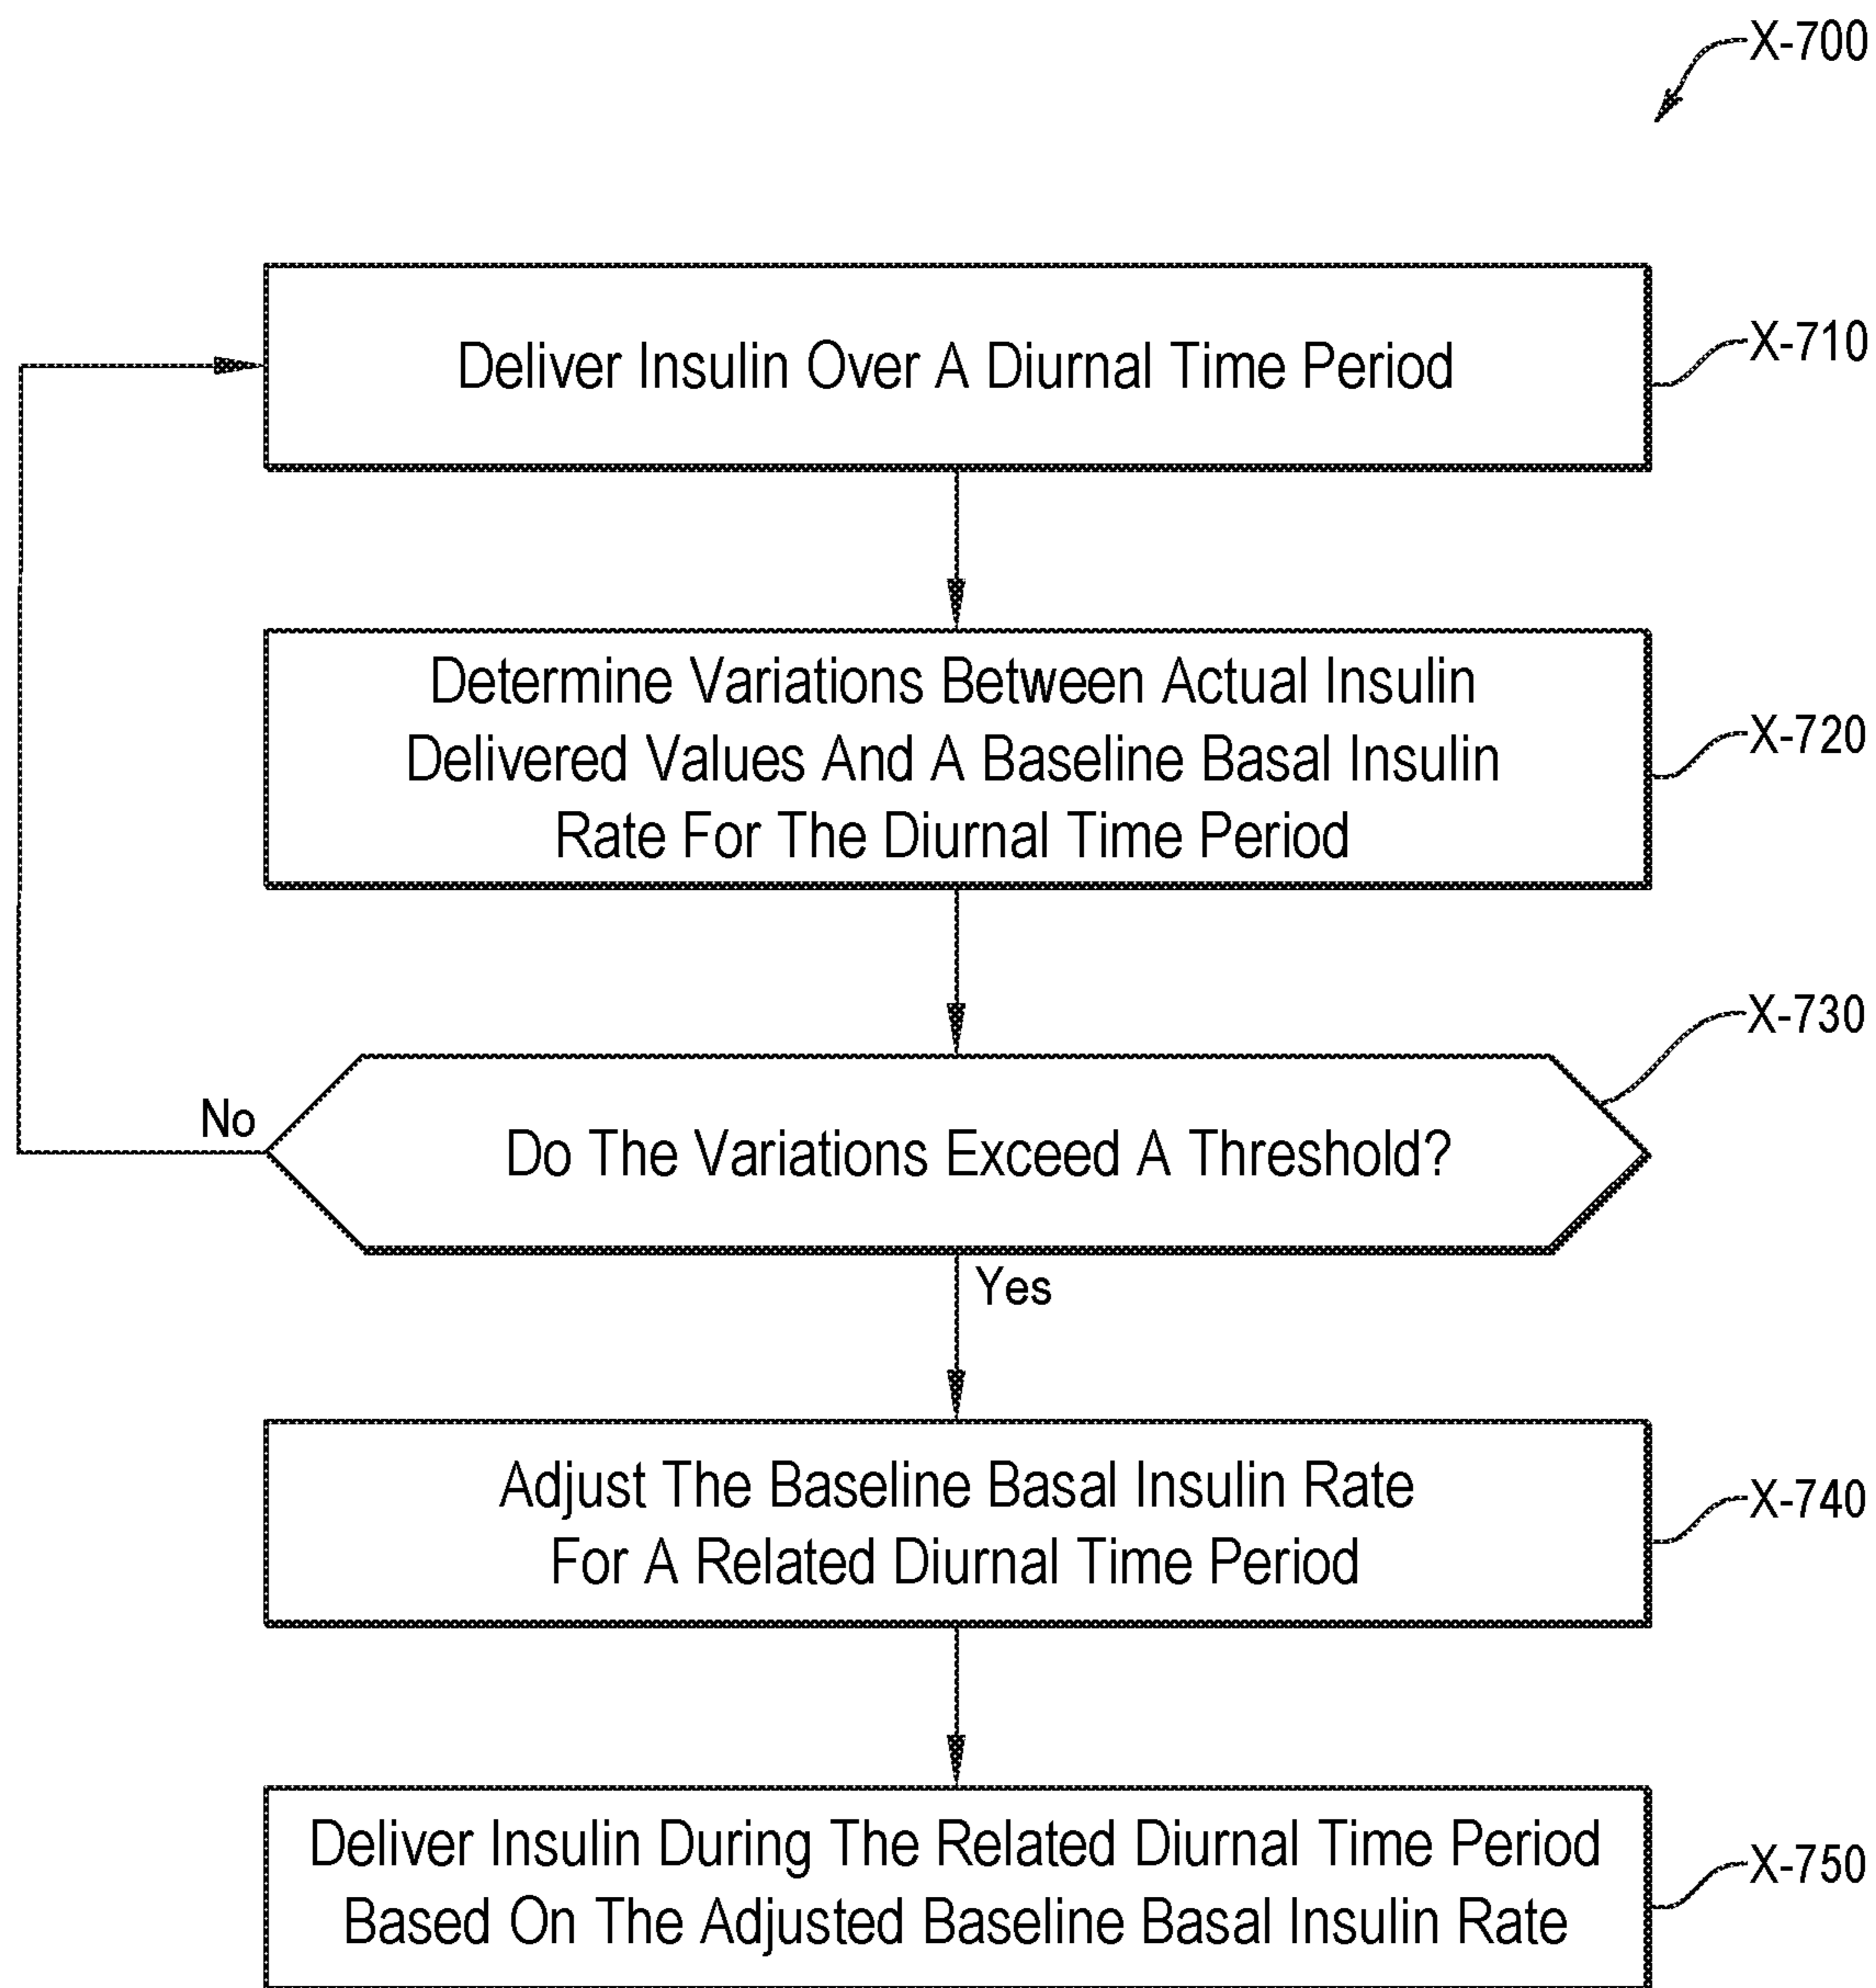 X-700
Deliver Insulin Over A Diurnal Time Period
X-710
Determine Variations Between Actual Insulin
Delivered Values And A Baseline Basal Insulin
Rate For The Diurnal Time Period
X-720
X-730
No
Do The Variations Exceed A Threshold?
Yes
Adjust The Baseline Basal Insulin Rate
For A Related Diurnal Time Period
X-740
Deliver Insulin During The Related Diurnal Time Period
Based On The Adjusted Baseline Basal Insulin Rate
X-750